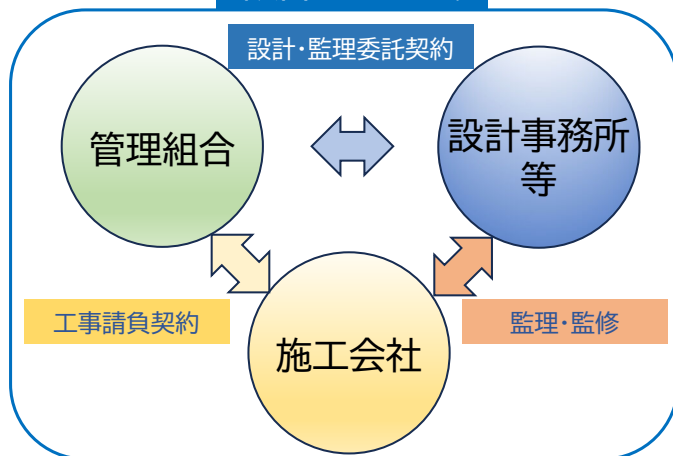 設計・監理委託契約
管理組合
設計事務所
等
工事請負契約
監理・監修
施工会社